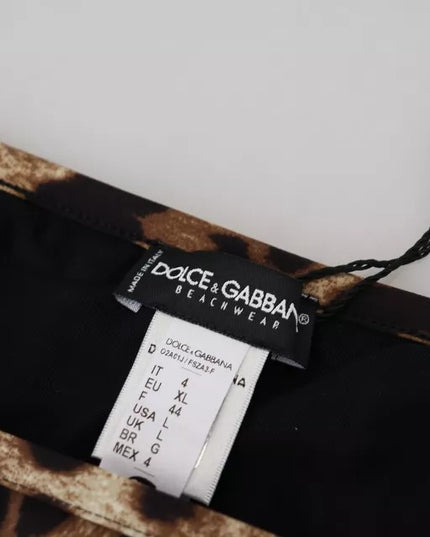 MADE IN ITALY
DOLCE & GABBANA®
BEACHWEAR
DOLCE & GABBANA
O2A01J / FSZA3-F
IT 4
EU XL
F 44
USA L
UK L
BR G
MEX 4